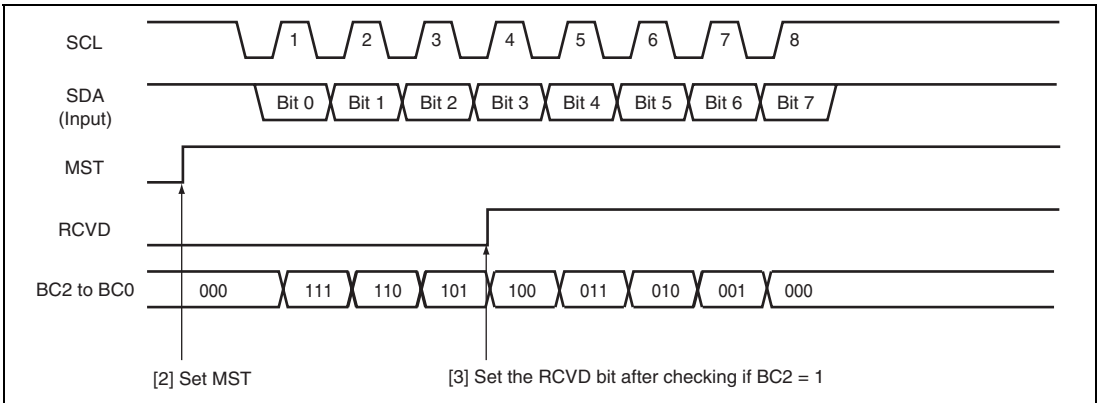 SCL 1 2 3 4 5 6 7 8
SDA
(Input) Bit 0 Bit 1 Bit 2 Bit 3 Bit 4 Bit 5 Bit 6 Bit 7
MST
RCVD
BC2 to BC0 000 111 110 101 100 011 010 001 000
[2] Set MST [3] Set the RCVD bit after checking if BC2 = 1